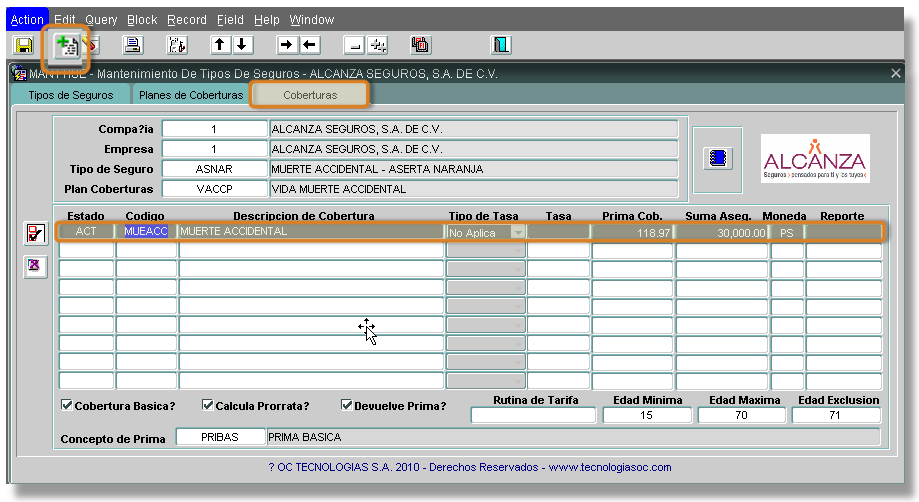 Action Edit Query Block Record Field Help Window
- Mantenimiento De Tipos De Seguros - ALCANZA SEGUROS, S.A. DE C.V.
Tipos de Seguros Planes de Coberturas Coberturas
Compa?ia 1 ALCANZA SEGUROS, S.A. DE C.V.
Empresa 1 ALCANZA SEGUROS, S.A. DE C.V.
Tipo de Seguro ASNAR MUERTE ACCIDENTAL - ASERTA NARANJA
Plan Coberturas VACCP VIDA MUERTE ACCIDENTAL
ALCANZA
Seguros pensados para ti y los tuyos
Estado Codigo Descripcion de Cobertura Tipo de Tasa Tasa Prima Cob. Suma Aseg. Moneda Reporte
ACT MUEACC MUERTE ACCIDENTAL No Aplica 118.97 30,000.00 PS
Cobertura Basica? Calcula Prorrata? Devuelve Prima? Rutina de Tarifa Edad Minima Edad Maxima Edad Exclusion
15 70 71
Concepto de Prima PRIBAS PRIMA BASICA
? OC TECNOLOGIAS S.A. 2010 - Derechos Reservados - www.tecnologiasoc.com